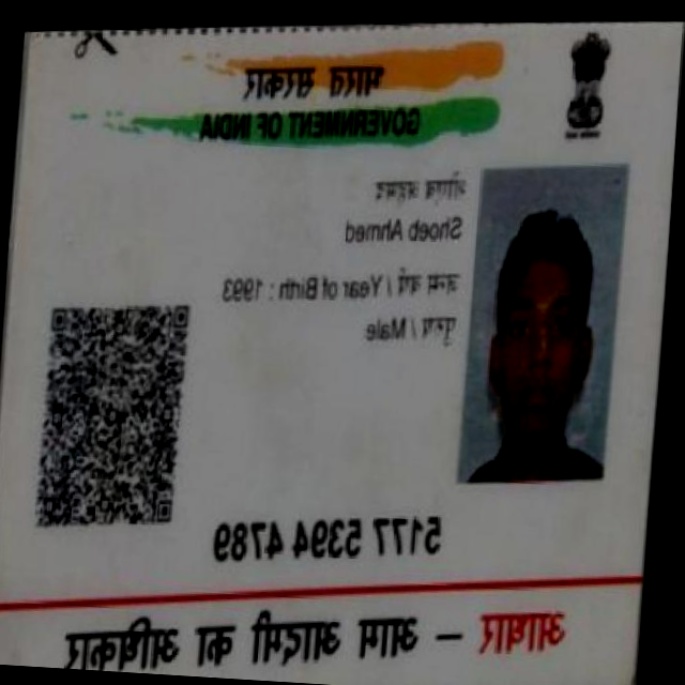 भारत सरकार
GOVERNMENT OF INDIA
शोएब अहमद
Shoeb Ahmed
जन्म वर्ष / Year of Birth : 1993
पुरुष / Male
5177 5394 4789
आधार – आम आदमी का अधिकार